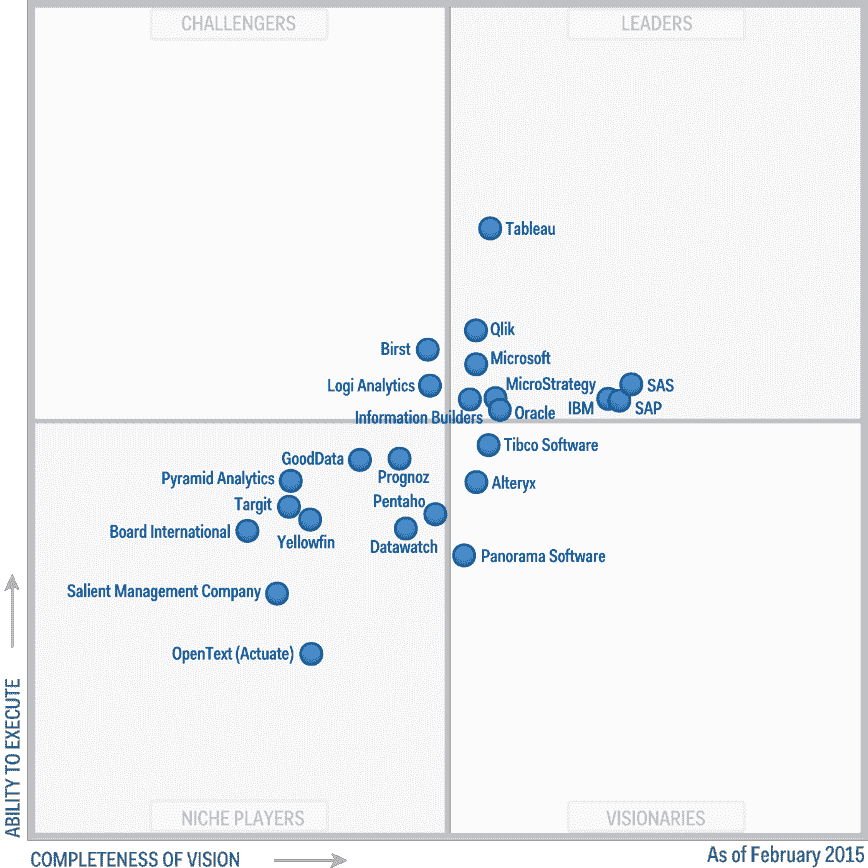 CHALLENGERS
LEADERS
Tableau
Qlik
Birst
Microsoft
Logi Analytics
MicroStrategy
SAS
Information Builders
Oracle
IBM
SAP
GoodData
Prognoz
Tibco Software
Pyramid Analytics
Alteryx
Targit
Pentaho
Board International
Yellowfin
Datawatch
Panorama Software
Salient Management Company
OpenText (Actuate)
ABILITY TO EXECUTE
NICHE PLAYERS
VISIONARIES
COMPLETENESS OF VISION
As of February 2015